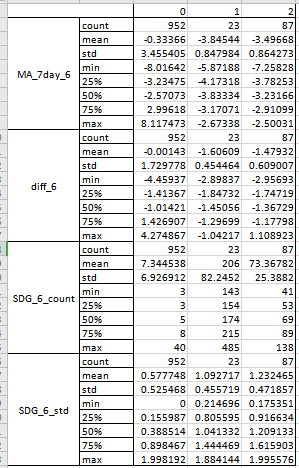 0 1 2
MA_7day_6 count 952 23 87
mean -0.33366 -3.84544 -3.49668
std 3.455405 0.847984 0.864273
min -8.01642 -5.87188 -7.25828
25% -3.23475 -4.17318 -3.78253
50% -2.57073 -3.83334 -3.23166
75% 2.99618 -3.17071 -2.91099
max 8.117473 -2.67338 -2.50031
diff_6 count 952 23 87
mean -0.00143 -1.60609 -1.47932
std 1.729778 0.454464 0.609007
min -4.45937 -2.89837 -2.95693
25% -1.41367 -1.84732 -1.74719
50% -1.01421 -1.45056 -1.36729
75% 1.426907 -1.29699 -1.17798
max 4.274867 -1.04217 1.108923
SDG_6_count count 952 23 87
mean 7.344538 206 73.36782
std 6.926912 82.2452 25.3882
min 3 143 41
25% 3 154 53
50% 5 174 69
75% 8 215 89
max 40 485 138
SDG_6_std count 952 23 87
mean 0.577748 1.092717 1.232465
std 0.525468 0.455719 0.471857
min 0 0.214696 0.175351
25% 0.155987 0.805595 0.916634
50% 0.388514 1.041332 1.209133
75% 0.898467 1.444469 1.615903
max 1.998192 1.884144 1.995576